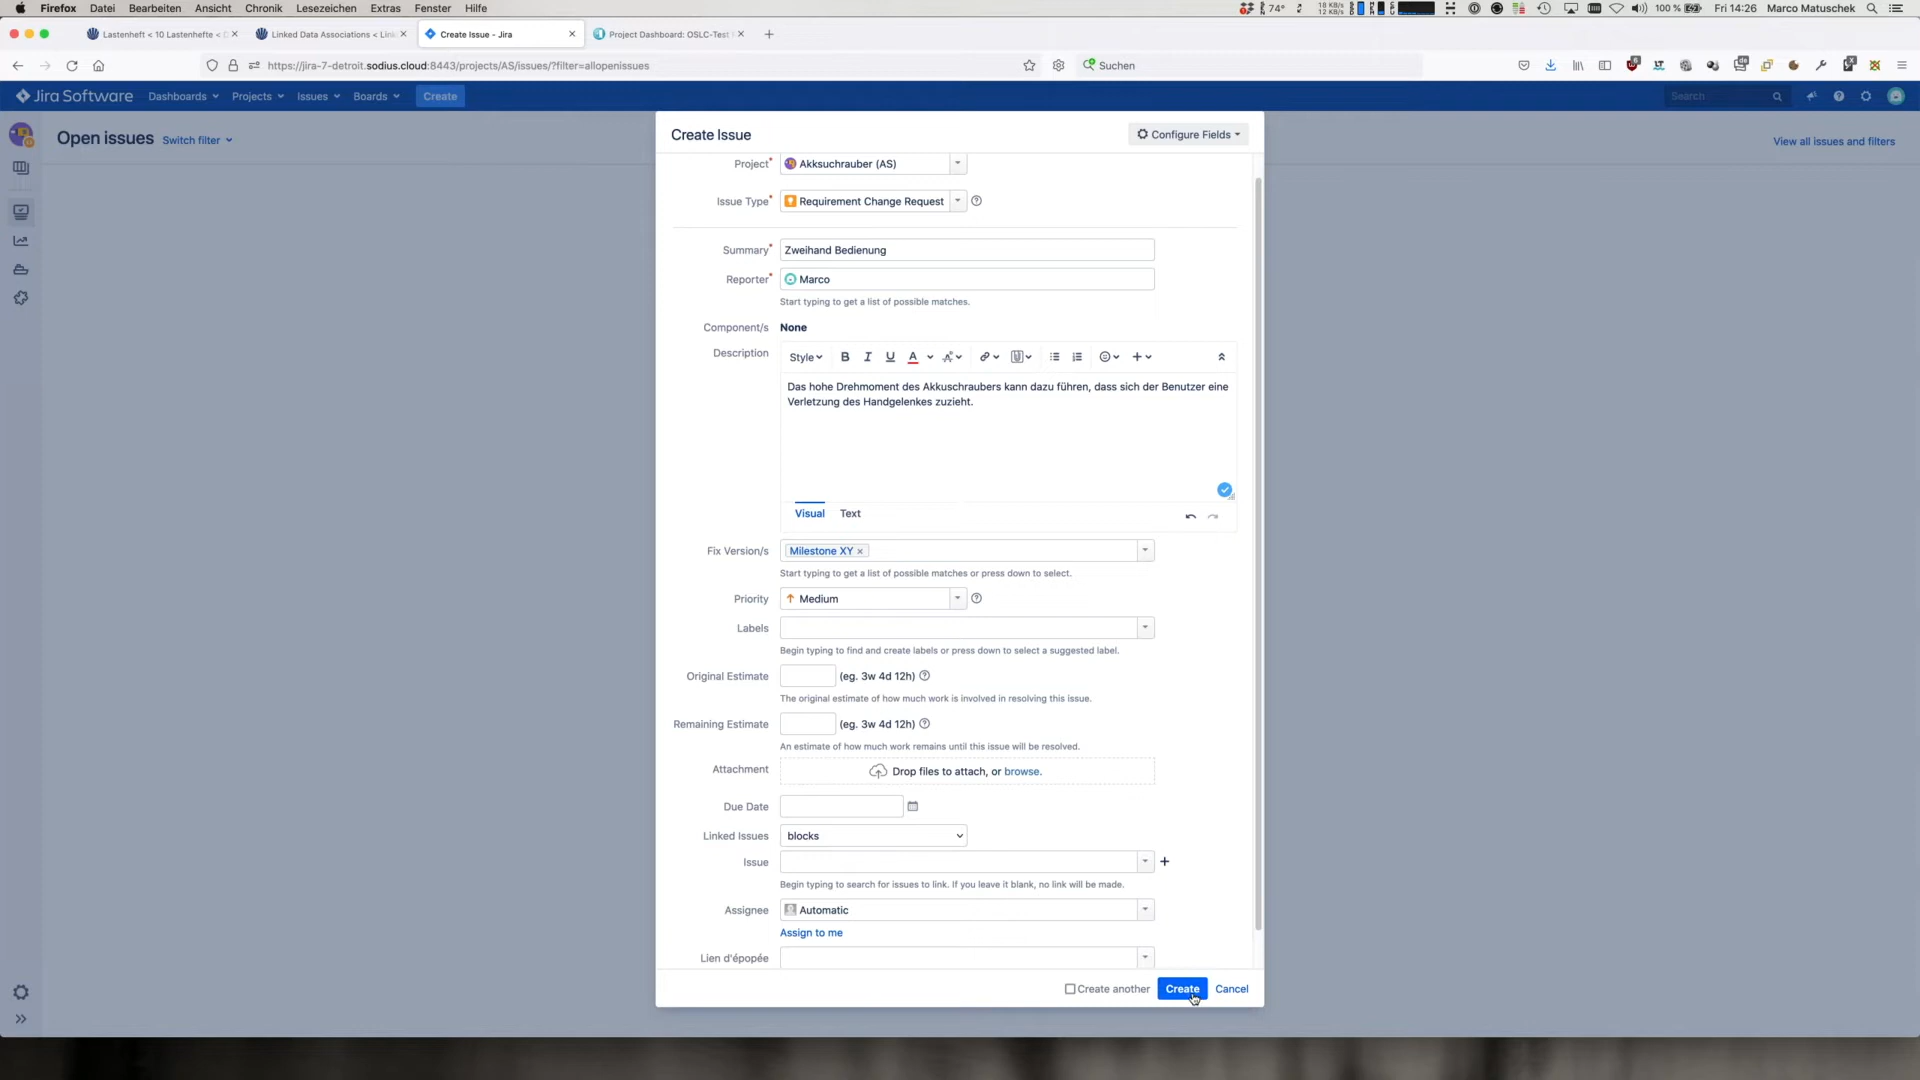 Firefox Datei Bearbeiten Ansicht Chronik Lesezeichen Extras Fenster Hilfe
74° 18 KB/s 12 KB/s 100 % Fri 14:26 Marco Matuschek
Lastenheft < 10 Lastenhefte <
Linked Data Associations < Lin
Create Issue - Jira
Project Dashboard: OSLC-Test
https://jira-7-detroit.sodius.cloud:8443/projects/AS/issues/?filter=allopenissues
Suchen
Jira Software Dashboards Projects Issues Boards Create
Search
Open issues Switch filter
View all issues and filters
Create Issue
Configure Fields
Project* Akksuchrauber (AS)
Issue Type* Requirement Change Request
Summary* Zweihand Bedienung
Reporter* Marco
Start typing to get a list of possible matches.
Component/s None
Description
Style B I U A
Das hohe Drehmoment des Akkuschraubers kann dazu führen, dass sich der Benutzer eine
Verletzung des Handgelenkes zuzieht.
Visual Text
Fix Version/s Milestone XY
Start typing to get a list of possible matches or press down to select.
Priority Medium
Labels
Begin typing to find and create labels or press down to select a suggested label.
Original Estimate (eg. 3w 4d 12h)
The original estimate of how much work is involved in resolving this issue.
Remaining Estimate (eg. 3w 4d 12h)
An estimate of how much work remains until this issue will be resolved.
Attachment Drop files to attach, or browse.
Due Date
Linked Issues blocks
Issue
Begin typing to search for issues to link. If you leave it blank, no link will be made.
Assignee Automatic
Assign to me
Lien d'épopée
Create another Create Cancel